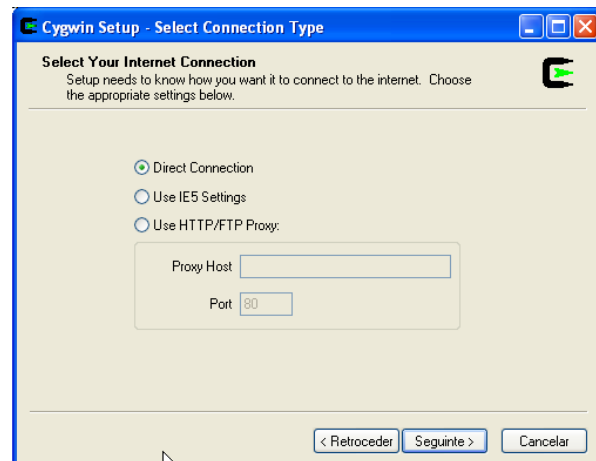 Cygwin Setup - Select Connection Type
Select Your Internet Connection
Setup needs to know how you want it to connect to the internet. Choose
the appropriate settings below.
Direct Connection
Use IE5 Settings
Use HTTP/FTP Proxy:
Proxy Host
Port 80
< Retroceder Seguinte > Cancelar